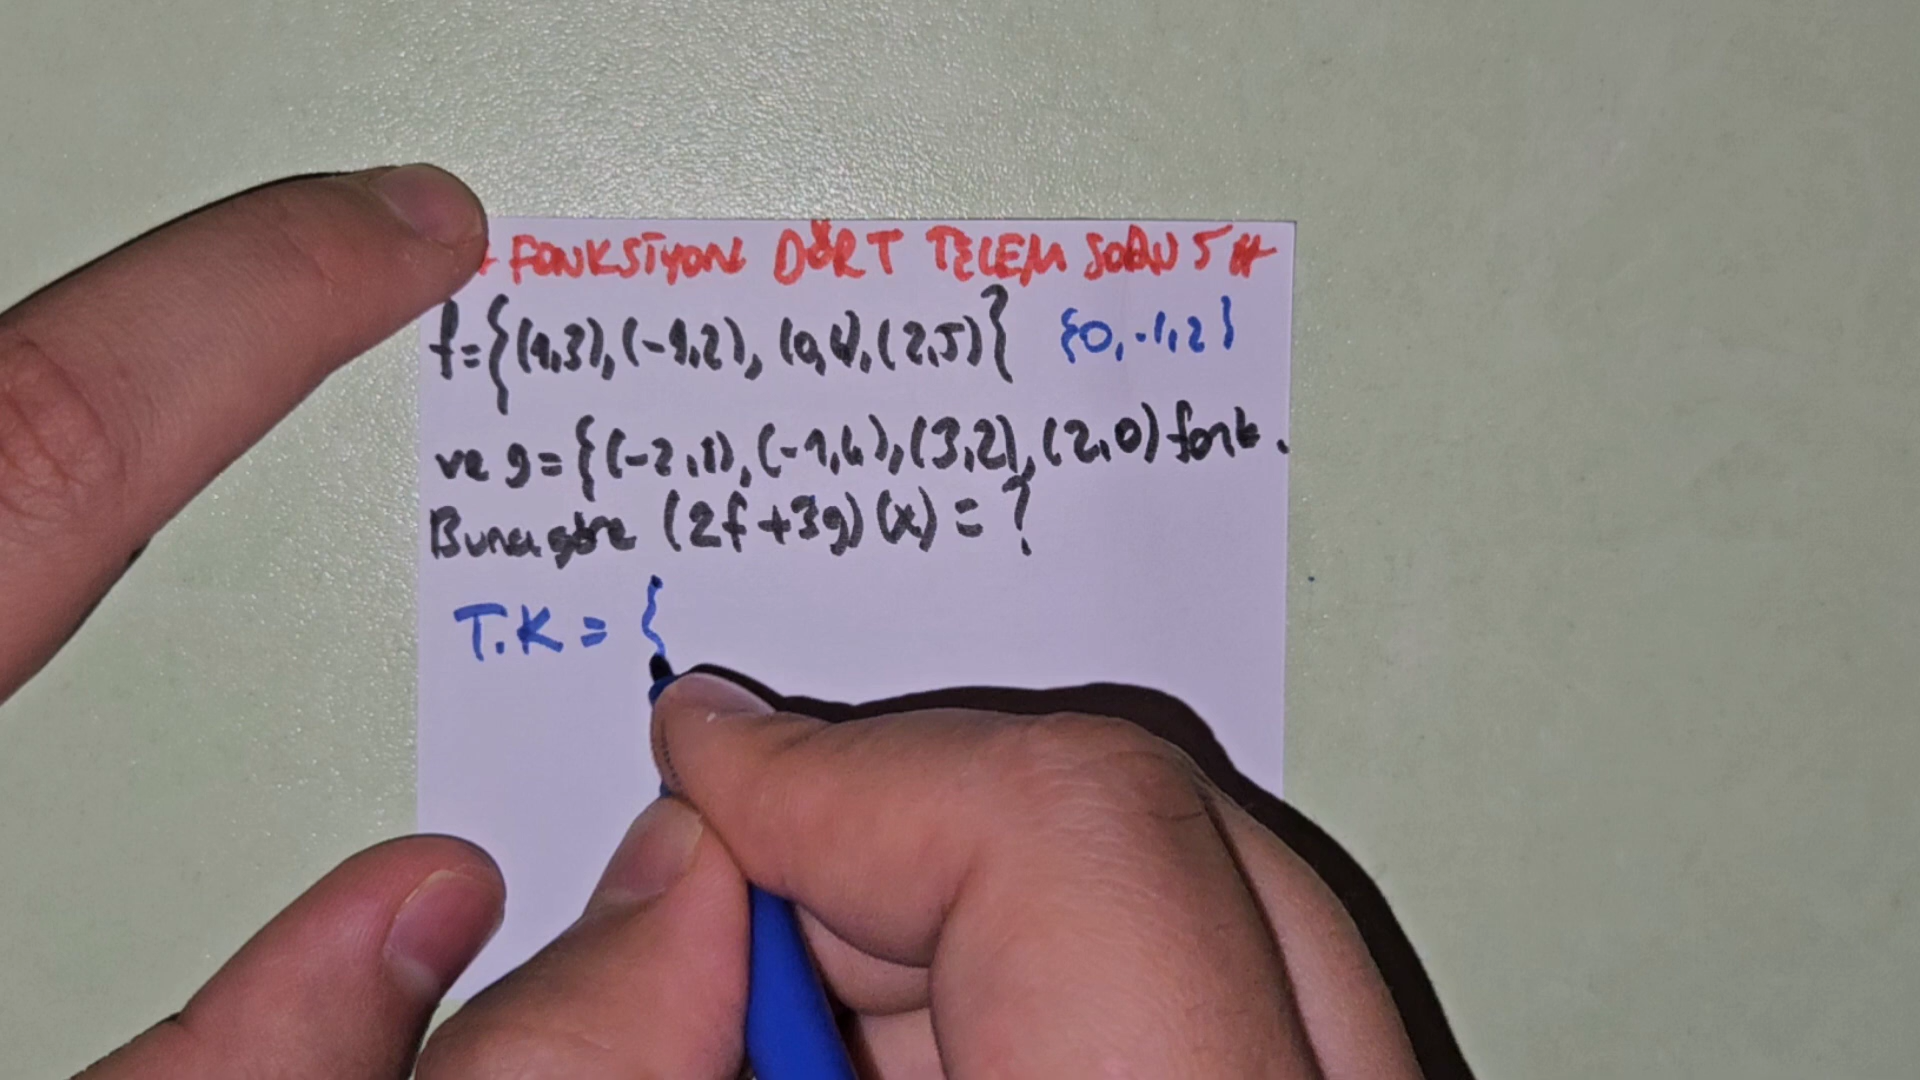 FONKSİYON DÖRT İŞLEM SORU 5 #
f={(1,3),(-1,2),(0,4),(2,5)} {0,-1,2}
ve g={(-2,1),(-1,4),(3,2),(2,0) fonk.
Buna göre (2f+3g)(x)=?
T.K = {